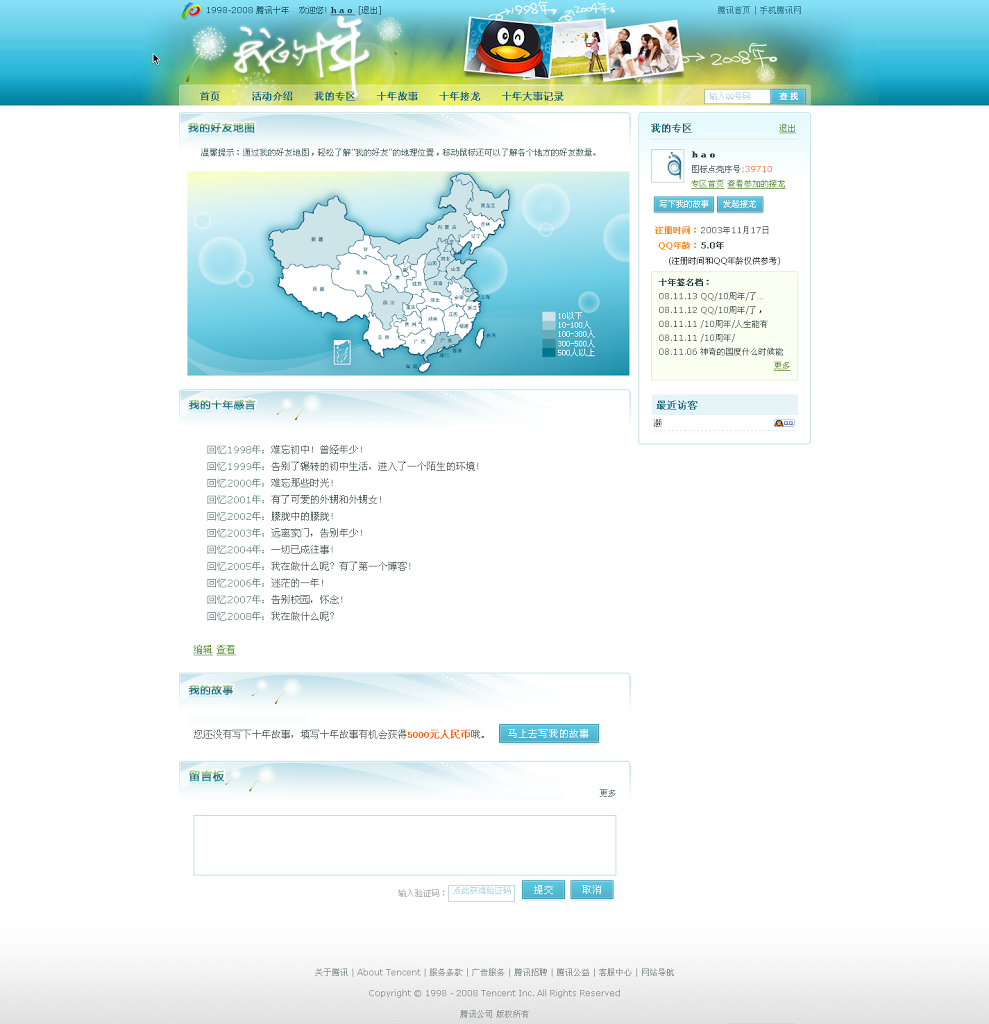 1998-2008 腾讯十年 欢迎您! h a o [退出]
腾讯首页 | 手机腾讯网
我的十年
1998年 2004年
2008年
首页 活动介绍 我的专区 十年故事 十年接龙 十年大事记录
输入QQ号码 查 找
我的好友地图
温馨提示：通过我的好友地图，轻松了解"我的好友"的地理位置，移动鼠标还可以了解各个地方的好友数量。
黑龙江
吉林
内 蒙 古
辽宁
新 疆
甘
山西
山东
青 海
陕西
河南
西 藏
四 川
湖北
安徽
上海
重庆
浙江
湖南
江西
贵 州
福建
云 南
广 西
广 东
台湾
香港
澳门
海 南
10以下
10-100人
100-300人
300-500人
500人以上
我的十年感言
回忆1998年：难忘初中！曾经年少！
回忆1999年：告别了辗转的初中生活，进入了一个陌生的环境！
回忆2000年：难忘那些时光！
回忆2001年：有了可爱的外甥和外甥女！
回忆2002年：朦胧中的朦胧！
回忆2003年：远离家门，告别年少！
回忆2004年：一切已成往事！
回忆2005年：我在做什么呢？有了第一个博客！
回忆2006年：迷茫的一年！
回忆2007年：告别校园，怀念！
回忆2008年：我在做什么呢？
编辑 查看
我的故事
您还没有写下十年故事，填写十年故事有机会获得5000元人民币哦。 马上去写我的故事
留言板
更多
输入验证码： 点此获得验证码 提交 取消
我的专区 退出
h a o
图标点亮序号:39710
专区首页 查看参加的接龙
写下我的故事 发起接龙
注册时间：2003年11月17日
QQ年龄：5.0年
(注册时间和QQ年龄仅供参考)
十年签名档：
08.11.13 QQ/10周年/了...
08.11.12 QQ/10周年/了，
08.11.11 /10周年/人生能有
08.11.11 /10周年/
08.11.06 神奇的国度什么时候能
更多
最近访客
QQ
关于腾讯 | About Tencent | 服务条款 | 广告服务 | 腾讯招聘 | 腾讯公益 | 客服中心 | 网站导航
Copyright © 1998 - 2008 Tencent Inc. All Rights Reserved
腾讯公司 版权所有